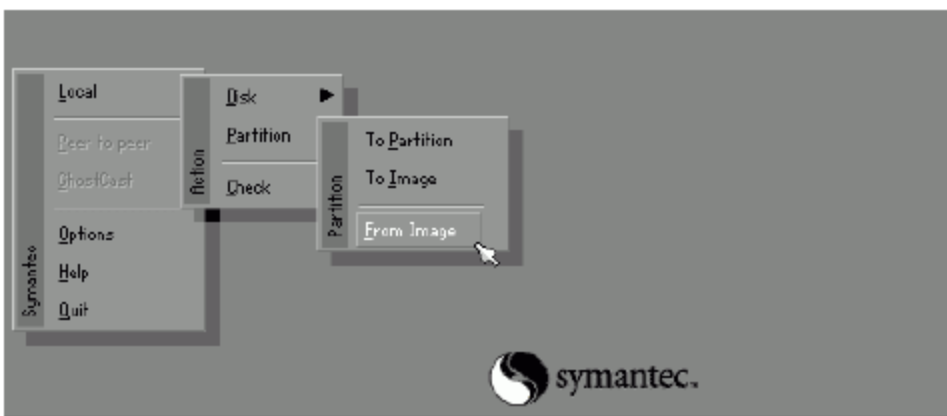 Local
Peer to peer
GhostCast
Options
Help
Quit
Symantec
Disk
Partition
Check
Action
To Partition
To Image
From Image
Partition
symantec.